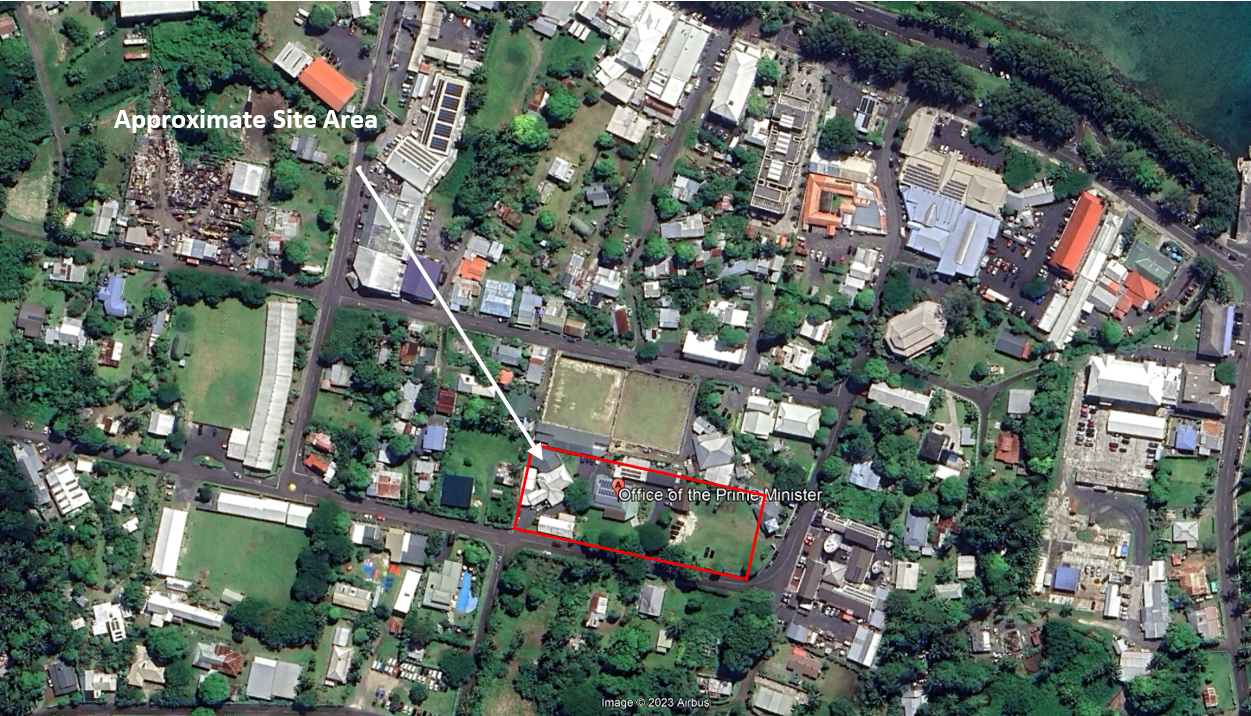 Approximate Site Area
Office of the Prime Minister
Image © 2023 Airbus